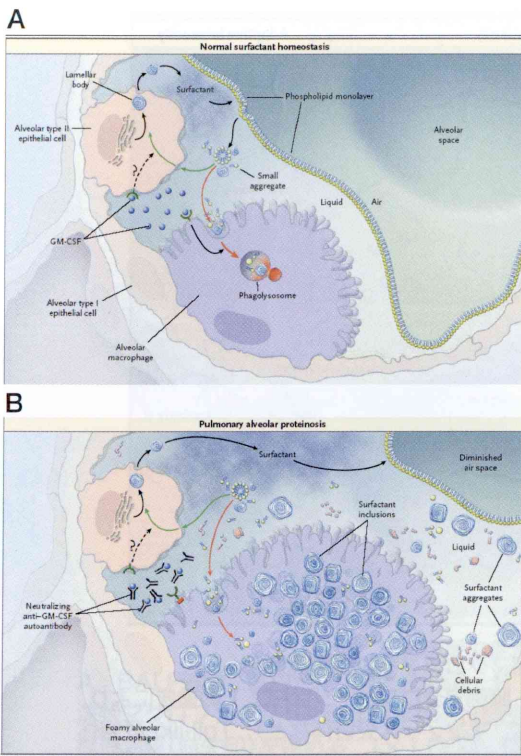 A
Normal surfactant homeostasis
Lamellar
body
Surfactant
Phospholipid monolayer
Alveolar type II
epithelial cell
Alveolar
space
Small
aggregate
Liquid
Air
GM-CSF
Phagolysosome
Alveolar type I
epithelial cell
Alveolar
macrophage
B
Pulmonary alveolar proteinosis
Surfactant
Diminished
air space
Surfactant
inclusions
Liquid
Surfactant
aggregates
Neutralizing
anti–GM-CSF
autoantibody
Cellular
debris
Foamy alveolar
macrophage